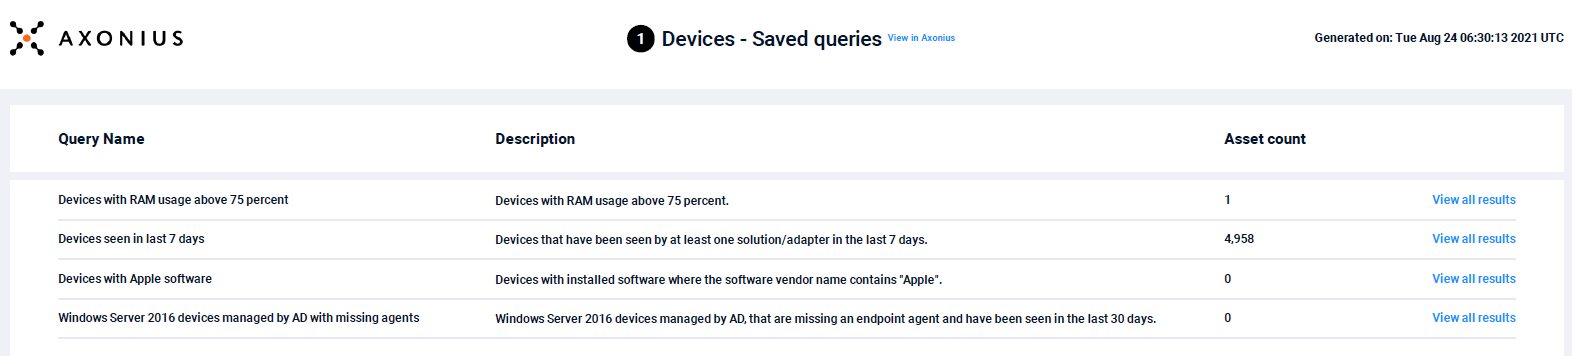 AXONIUS
1 Devices - Saved queries View in Axonius
Generated on: Tue Aug 24 06:30:13 2021 UTC
Query Name Description Asset count
Devices with RAM usage above 75 percent Devices with RAM usage above 75 percent. 1 View all results
Devices seen in last 7 days Devices that have been seen by at least one solution/adapter in the last 7 days. 4,958 View all results
Devices with Apple software Devices with installed software where the software vendor name contains "Apple". 0 View all results
Windows Server 2016 devices managed by AD with missing agents Windows Server 2016 devices managed by AD, that are missing an endpoint agent and have been seen in the last 30 days. 0 View all results